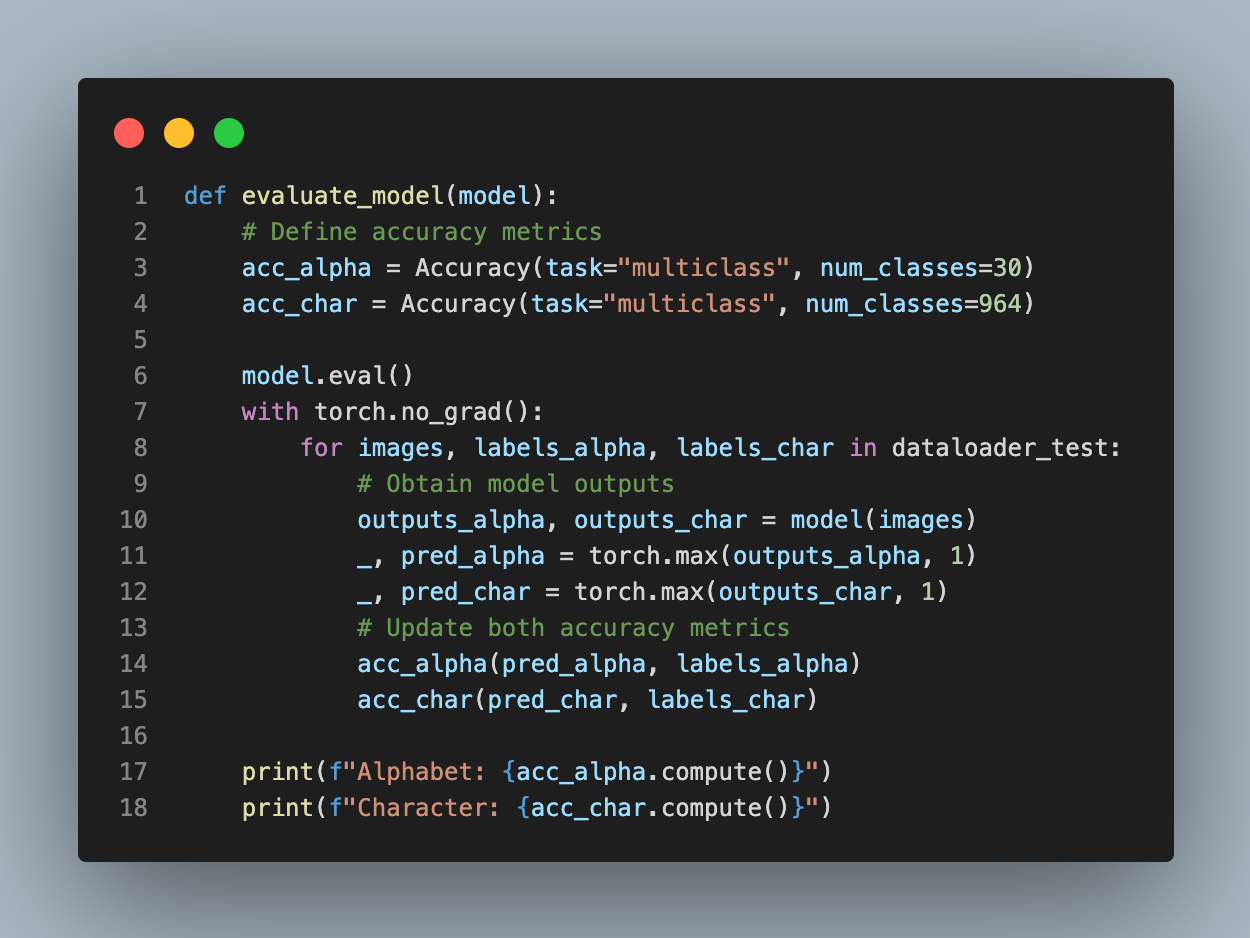 1 def evaluate_model(model):
2     # Define accuracy metrics
3     acc_alpha = Accuracy(task="multiclass", num_classes=30)
4     acc_char = Accuracy(task="multiclass", num_classes=964)
5
6     model.eval()
7     with torch.no_grad():
8         for images, labels_alpha, labels_char in dataloader_test:
9             # Obtain model outputs
10             outputs_alpha, outputs_char = model(images)
11             _, pred_alpha = torch.max(outputs_alpha, 1)
12             _, pred_char = torch.max(outputs_char, 1)
13             # Update both accuracy metrics
14             acc_alpha(pred_alpha, labels_alpha)
15             acc_char(pred_char, labels_char)
16
17     print(f"Alphabet: {acc_alpha.compute()}")
18     print(f"Character: {acc_char.compute()}")